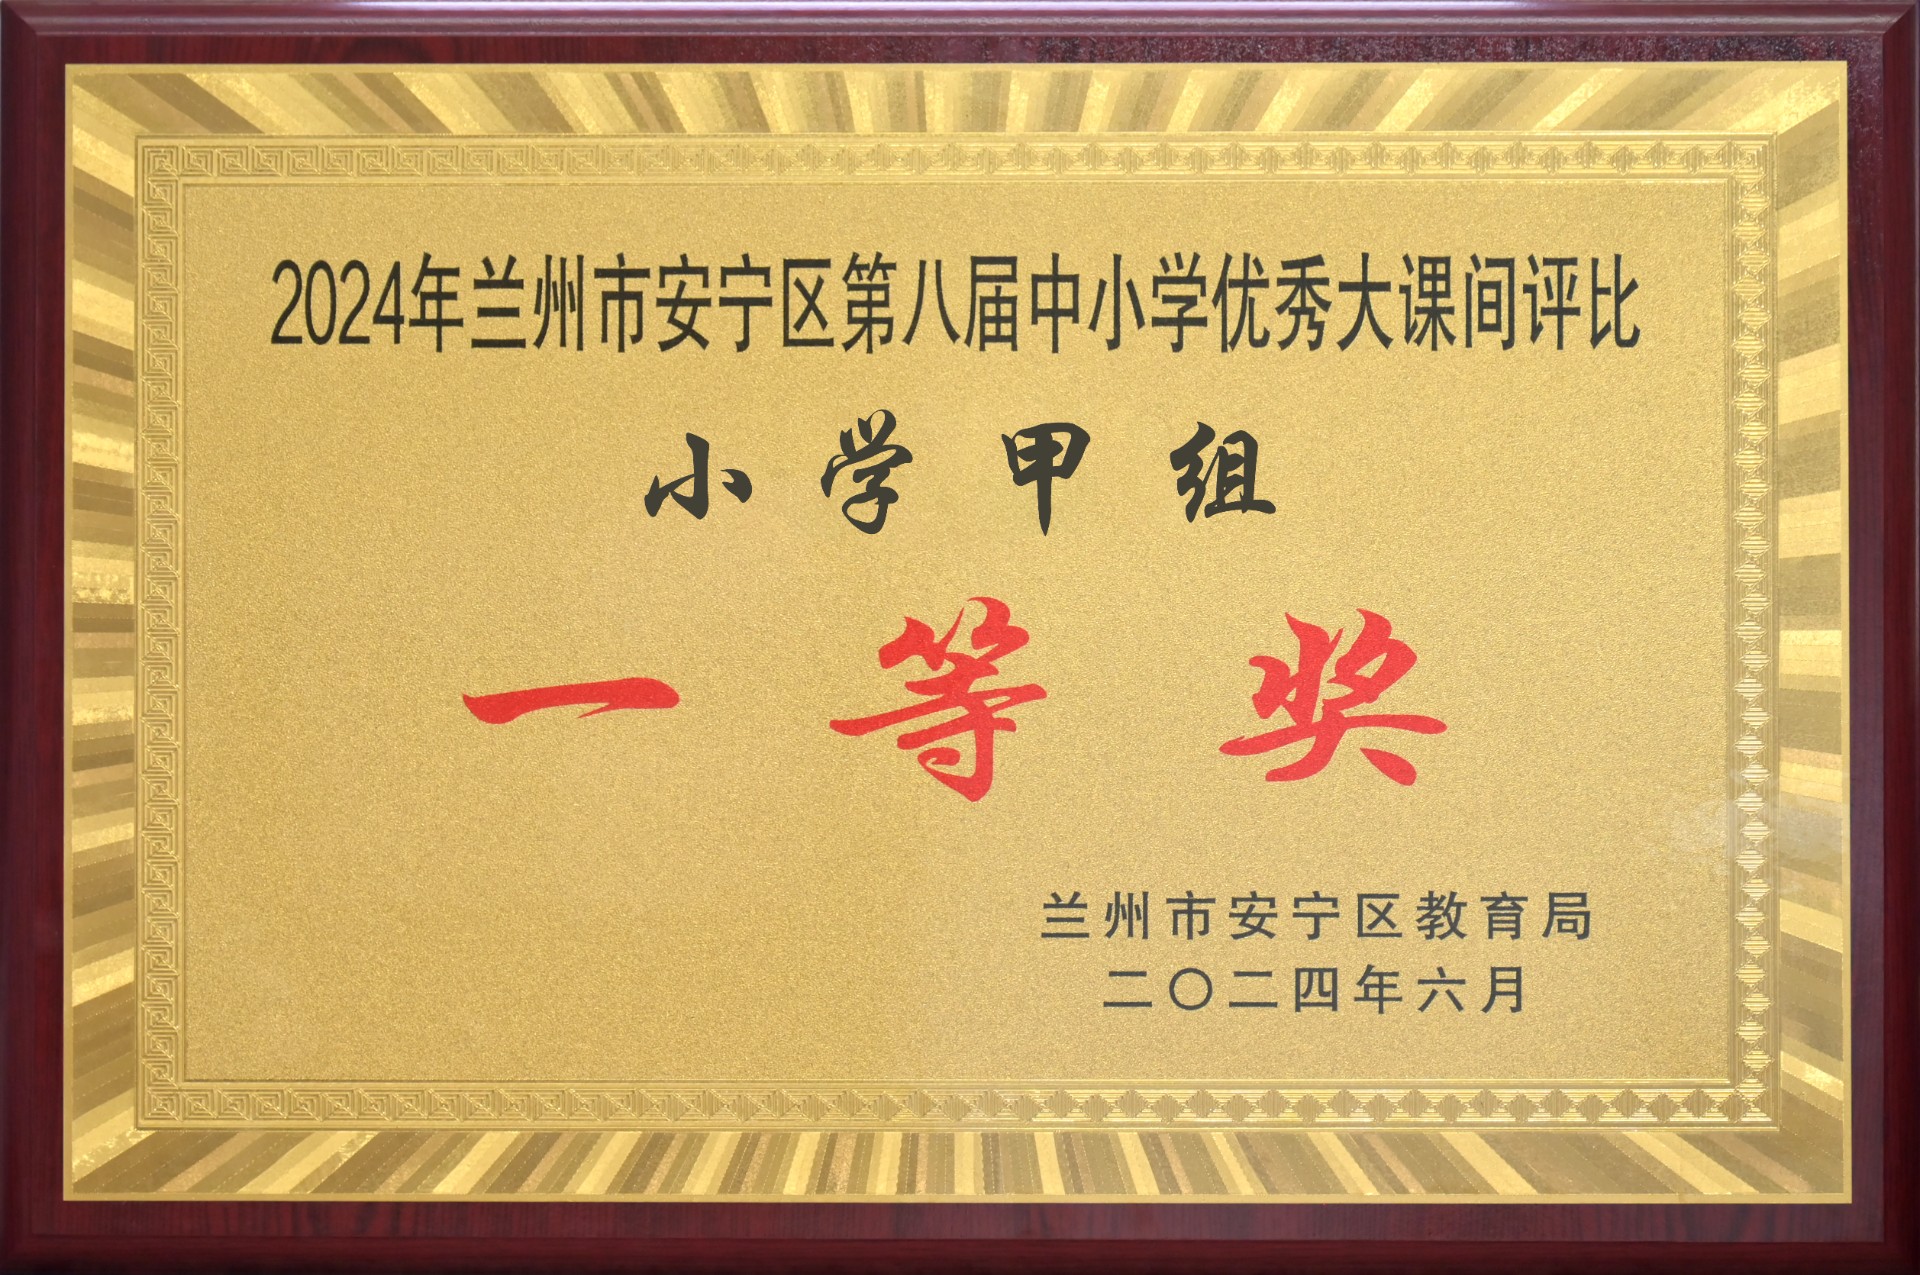 2024年兰州市安宁区第八届中小学优秀大课间评比
小学甲组
一等奖
兰州市安宁区教育局
二〇二四年六月